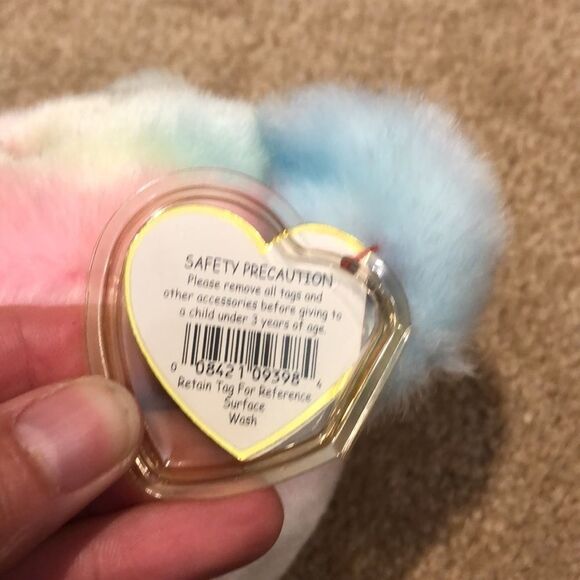 SAFETY PRECAUTION
Please remove all tags and
other accessories before giving to
a child under 3 years of age.
0 08421 09398 4
Retain Tag For Reference
Surface
Wash